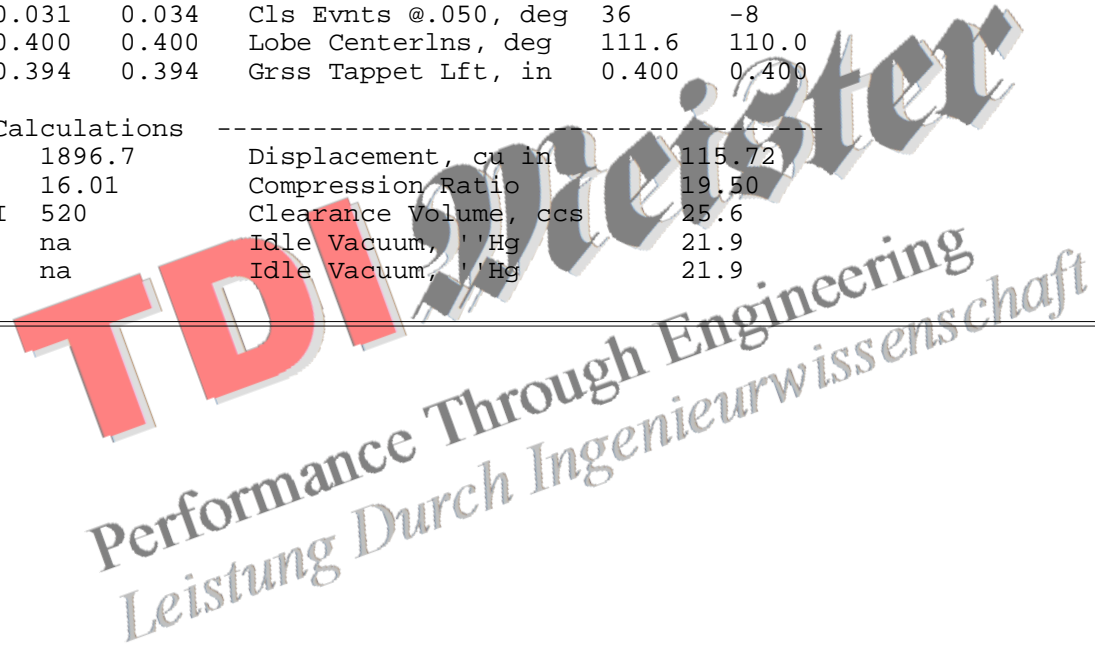 0.031 0.034 Cls Evnts @.050, deg 36 -8
0.400 0.400 Lobe Centerlns, deg 111.6 110.0
0.394 0.394 Grss Tappet Lft, in 0.400 0.400
Calculations --------------------------------------
1896.7 Displacement, cu in 115.72
16.01 Compression Ratio 19.50
I 520 Clearance Volume, ccs 25.6
na Idle Vacuum, ''Hg 21.9
na Idle Vacuum, ''Hg 21.9
TDI Meister
Performance Through Engineering
Leistung Durch Ingenieurwissenschaft